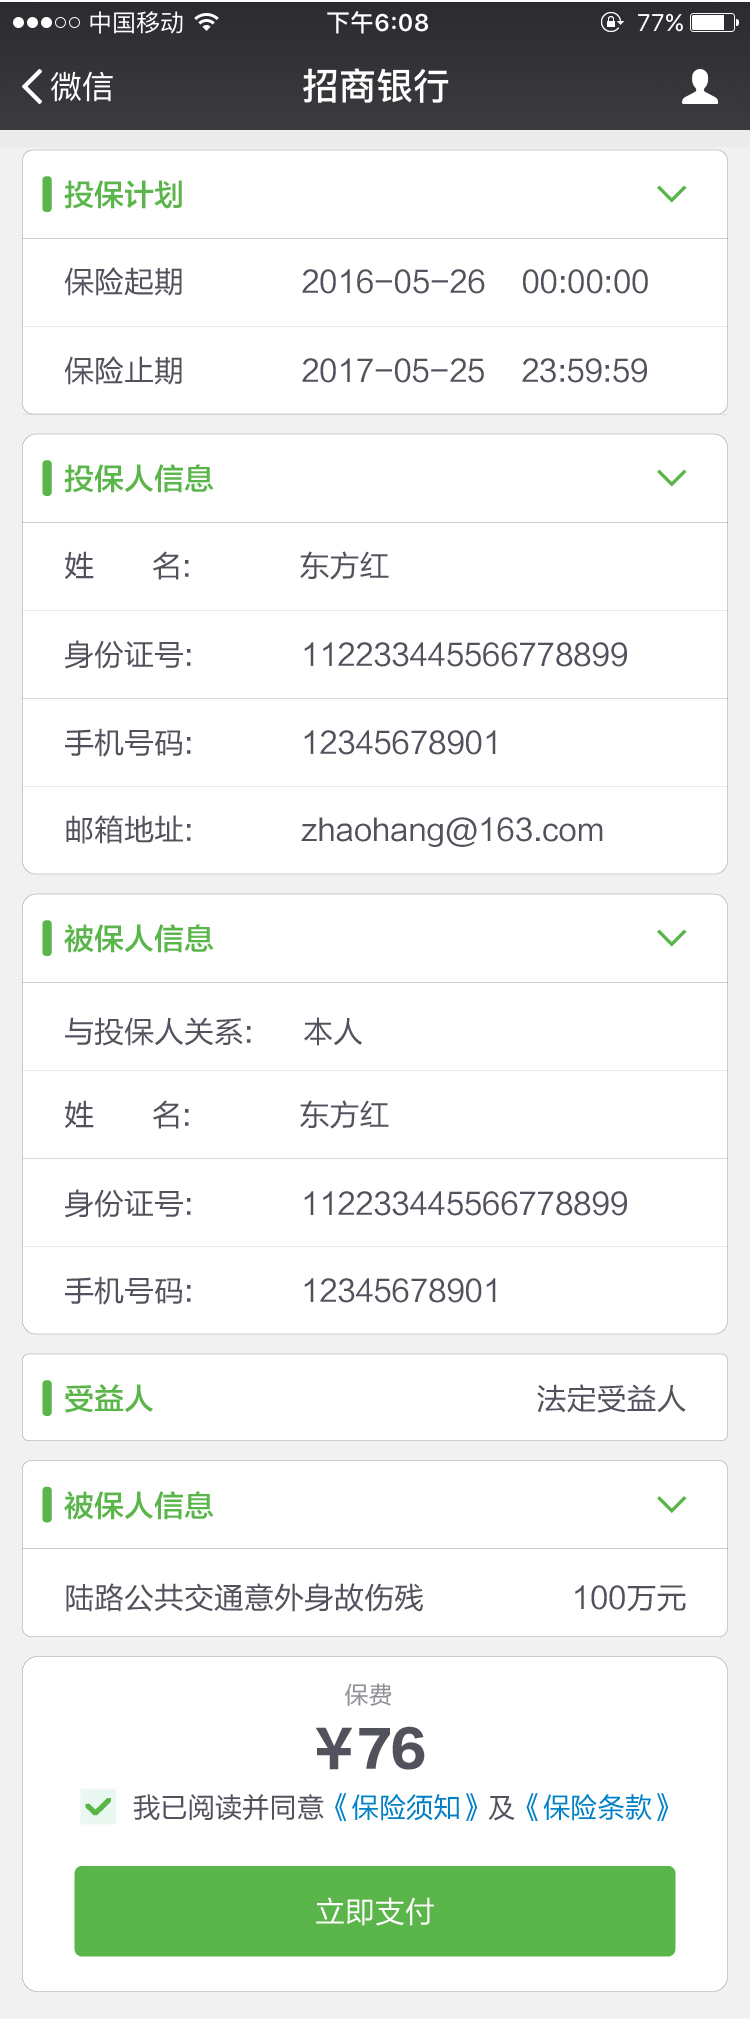 中国移动 下午6:08 77%
微信 招商银行
投保计划
保险起期 2016-05-26 00:00:00
保险止期 2017-05-25 23:59:59
投保人信息
姓 名: 东方红
身份证号: 112233445566778899
手机号码: 12345678901
邮箱地址: zhaohang@163.com
被保人信息
与投保人关系: 本人
姓 名: 东方红
身份证号: 112233445566778899
手机号码: 12345678901
受益人 法定受益人
被保人信息
陆路公共交通意外身故伤残 100万元
保费
¥76
我已阅读并同意《保险须知》及《保险条款》
立即支付